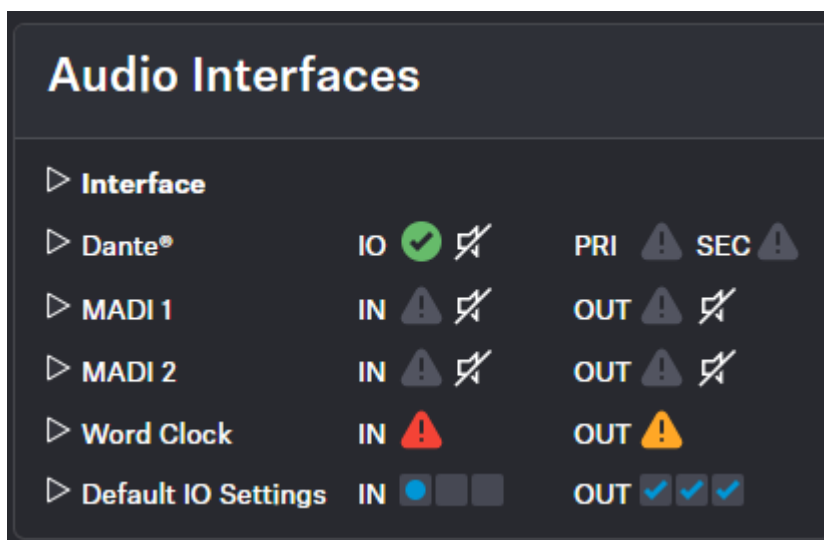 Audio Interfaces
Interface
Dante® IO PRI SEC
MADI 1 IN OUT
MADI 2 IN OUT
Word Clock IN OUT
Default IO Settings IN OUT